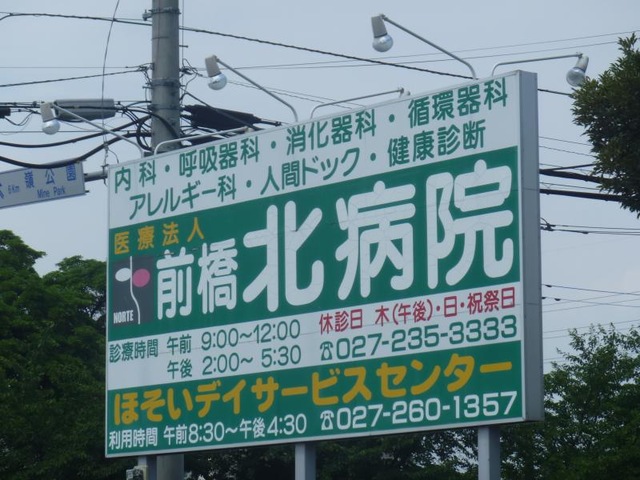 内科・呼吸器科・消化器科・循環器科
アレルギー科・人間ドック・健康診断
医療法人
NORTE
前橋北病院
診療時間 午前 9:00～12:00
午後 2:00～5:30
休診日 木(午後)・日・祝祭日
☎027-235-3333
ほそいデイサービスセンター
利用時間 午前8:30～午後4:30 ☎027-260-1357
嶺公園
Mine Park